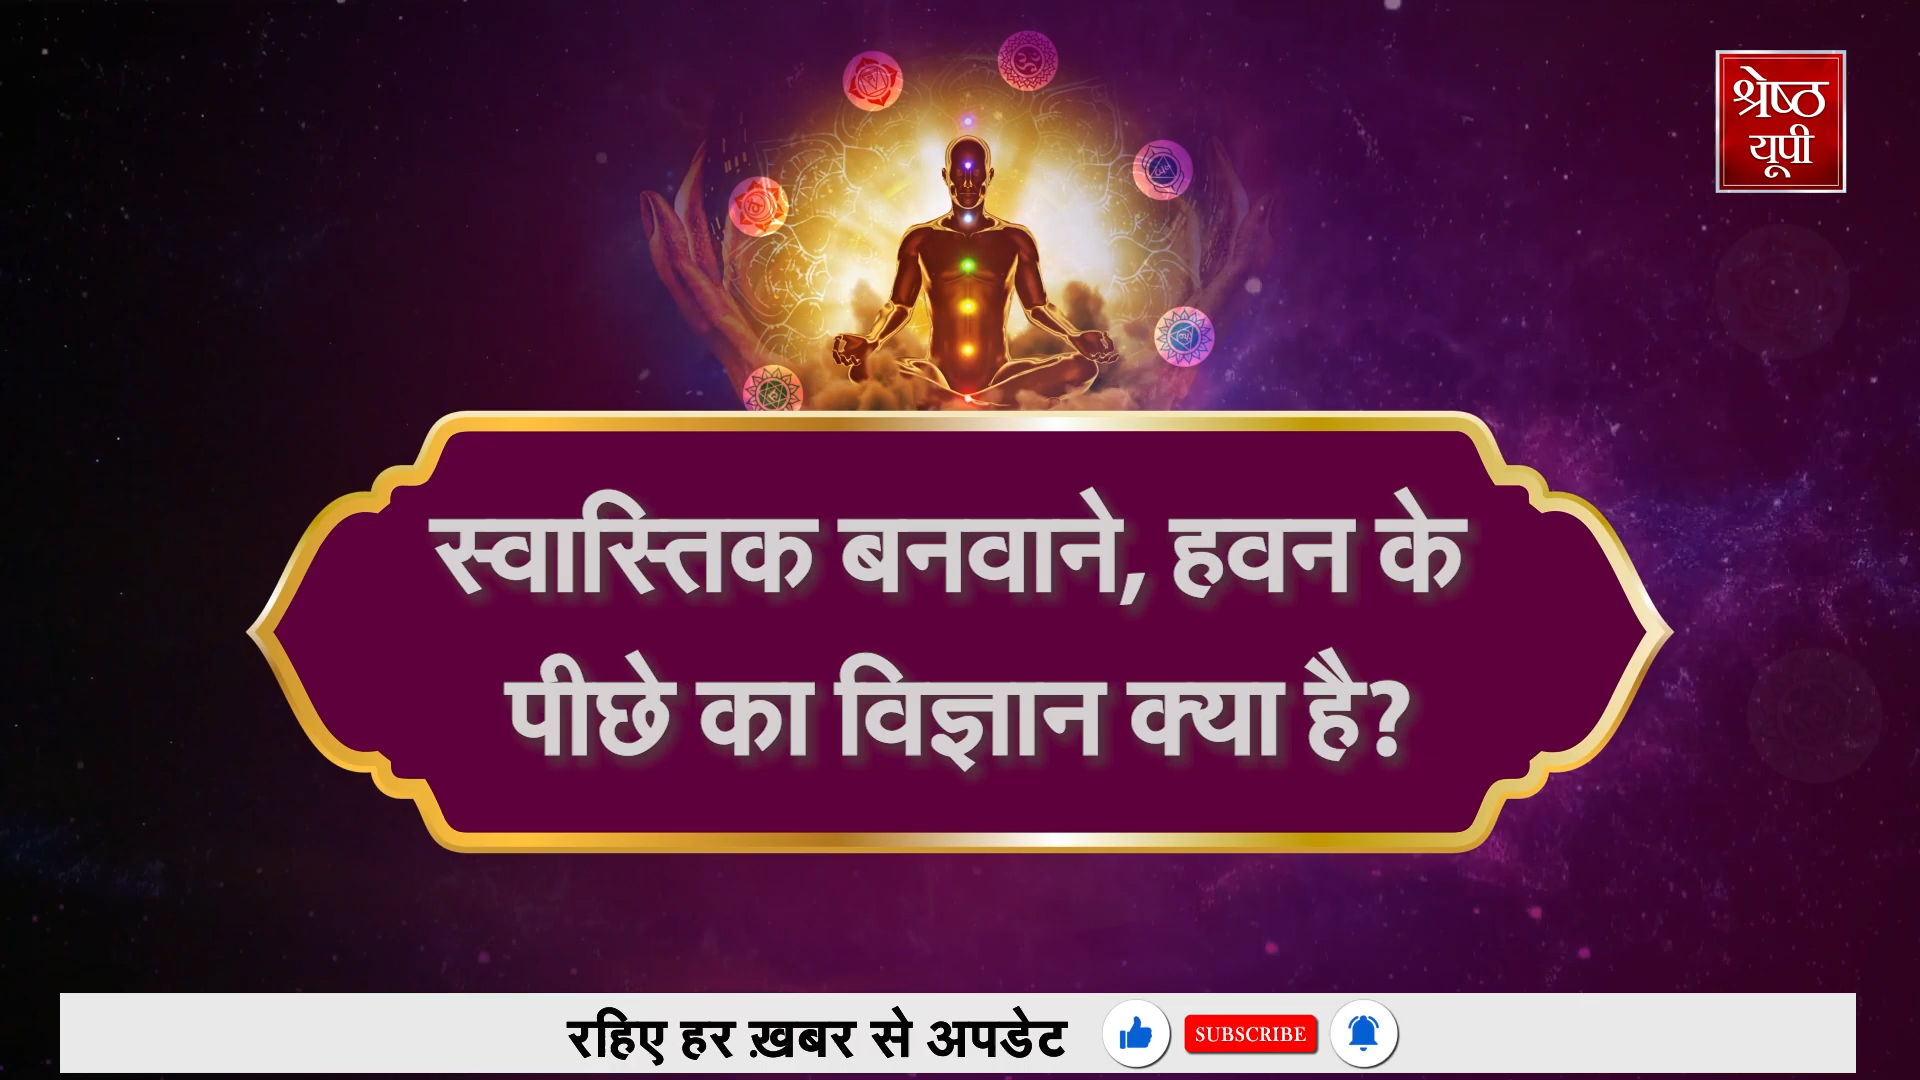 श्रेष्ठ
यूपी
स्वास्तिक बनवाने, हवन के
पीछे का विज्ञान क्या है?
रहिए हर ख़बर से अपडेट
SUBSCRIBE